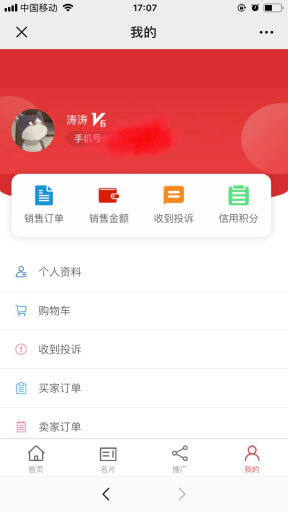 中国移动
17:07
我的
涛涛 V6
手机号:152
销售订单
销售金额
收到投诉
信用积分
个人资料
购物车
收到投诉
买家订单
卖家订单
首页
名片
推广
我的